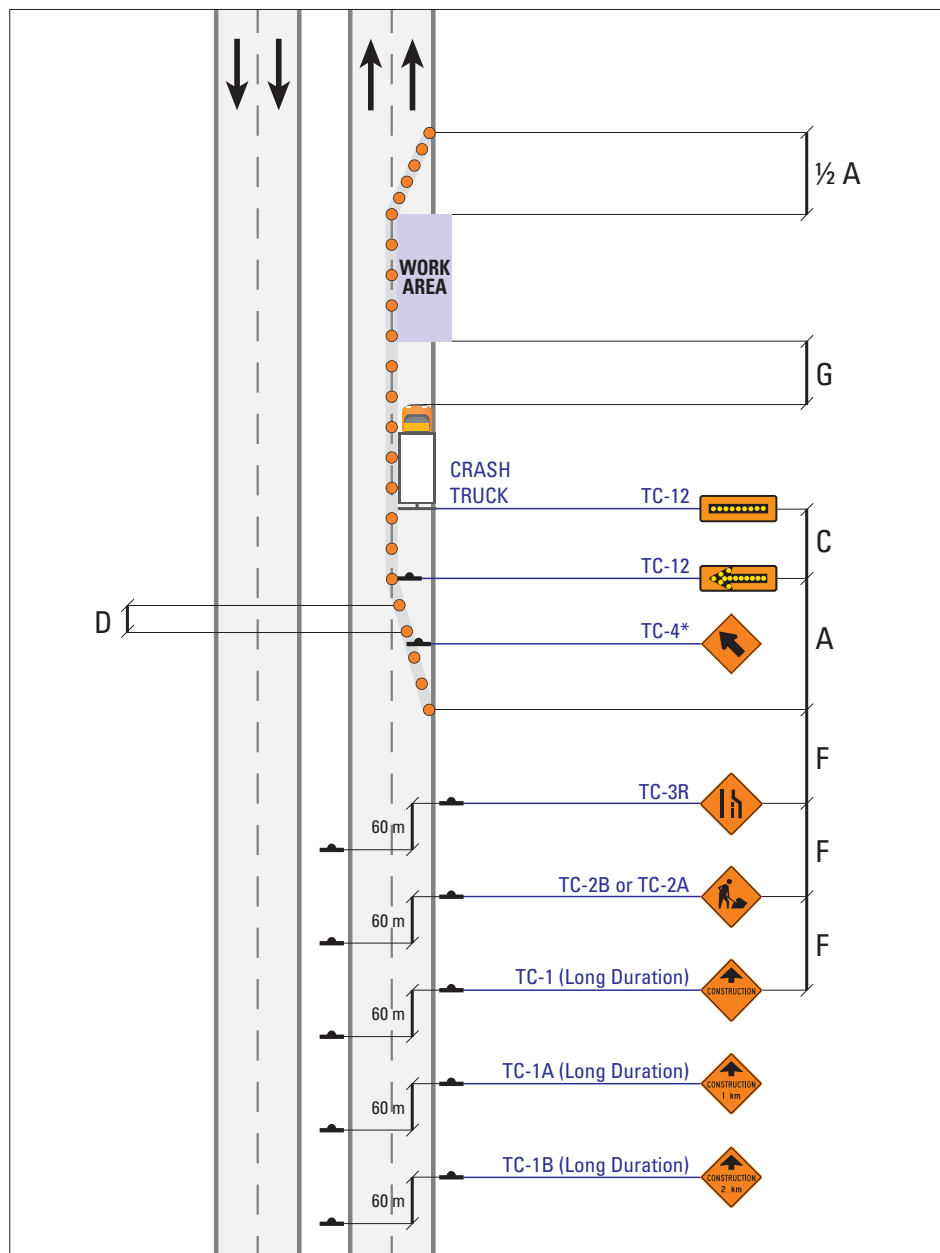 ½ A
WORK
AREA
G
CRASH
TRUCK
TC-12
C
TC-12
D
TC-4*
A
F
TC-3R
60 m
F
TC-2B or TC-2A
60 m
F
TC-1 (Long Duration)
CONSTRUCTION
60 m
TC-1A (Long Duration)
CONSTRUCTION
1 km
60 m
TC-1B (Long Duration)
CONSTRUCTION
2 km
60 m